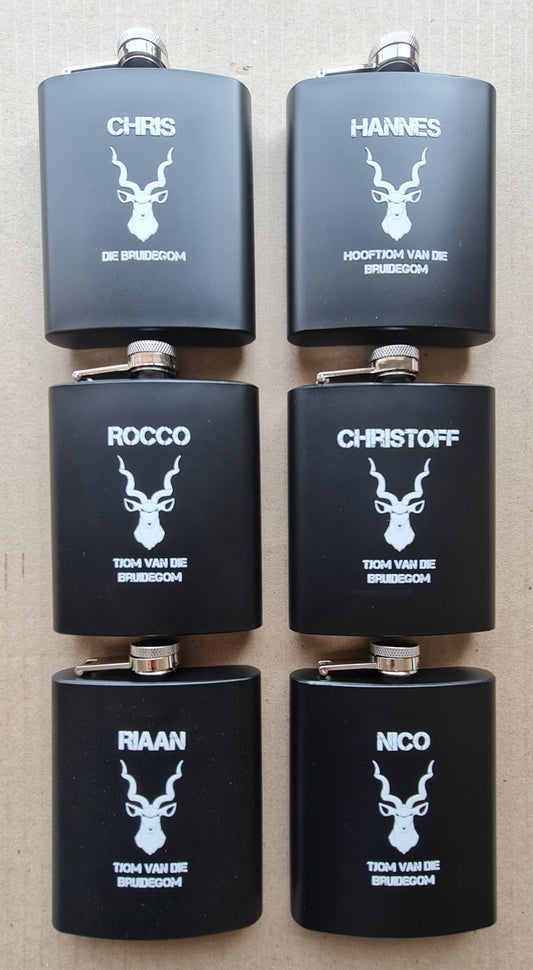 CHRIS
DIE BRUIDEGOM
HANNES
HOOFTJOM VAN DIE
BRUIDEGOM
ROCCO
TJOM VAN DIE
BRUIDEGOM
CHRISTOFF
TJOM VAN DIE
BRUIDEGOM
RIAAN
TJOM VAN DIE
BRUIDEGOM
NICO
TJOM VAN DIE
BRUIDEGOM